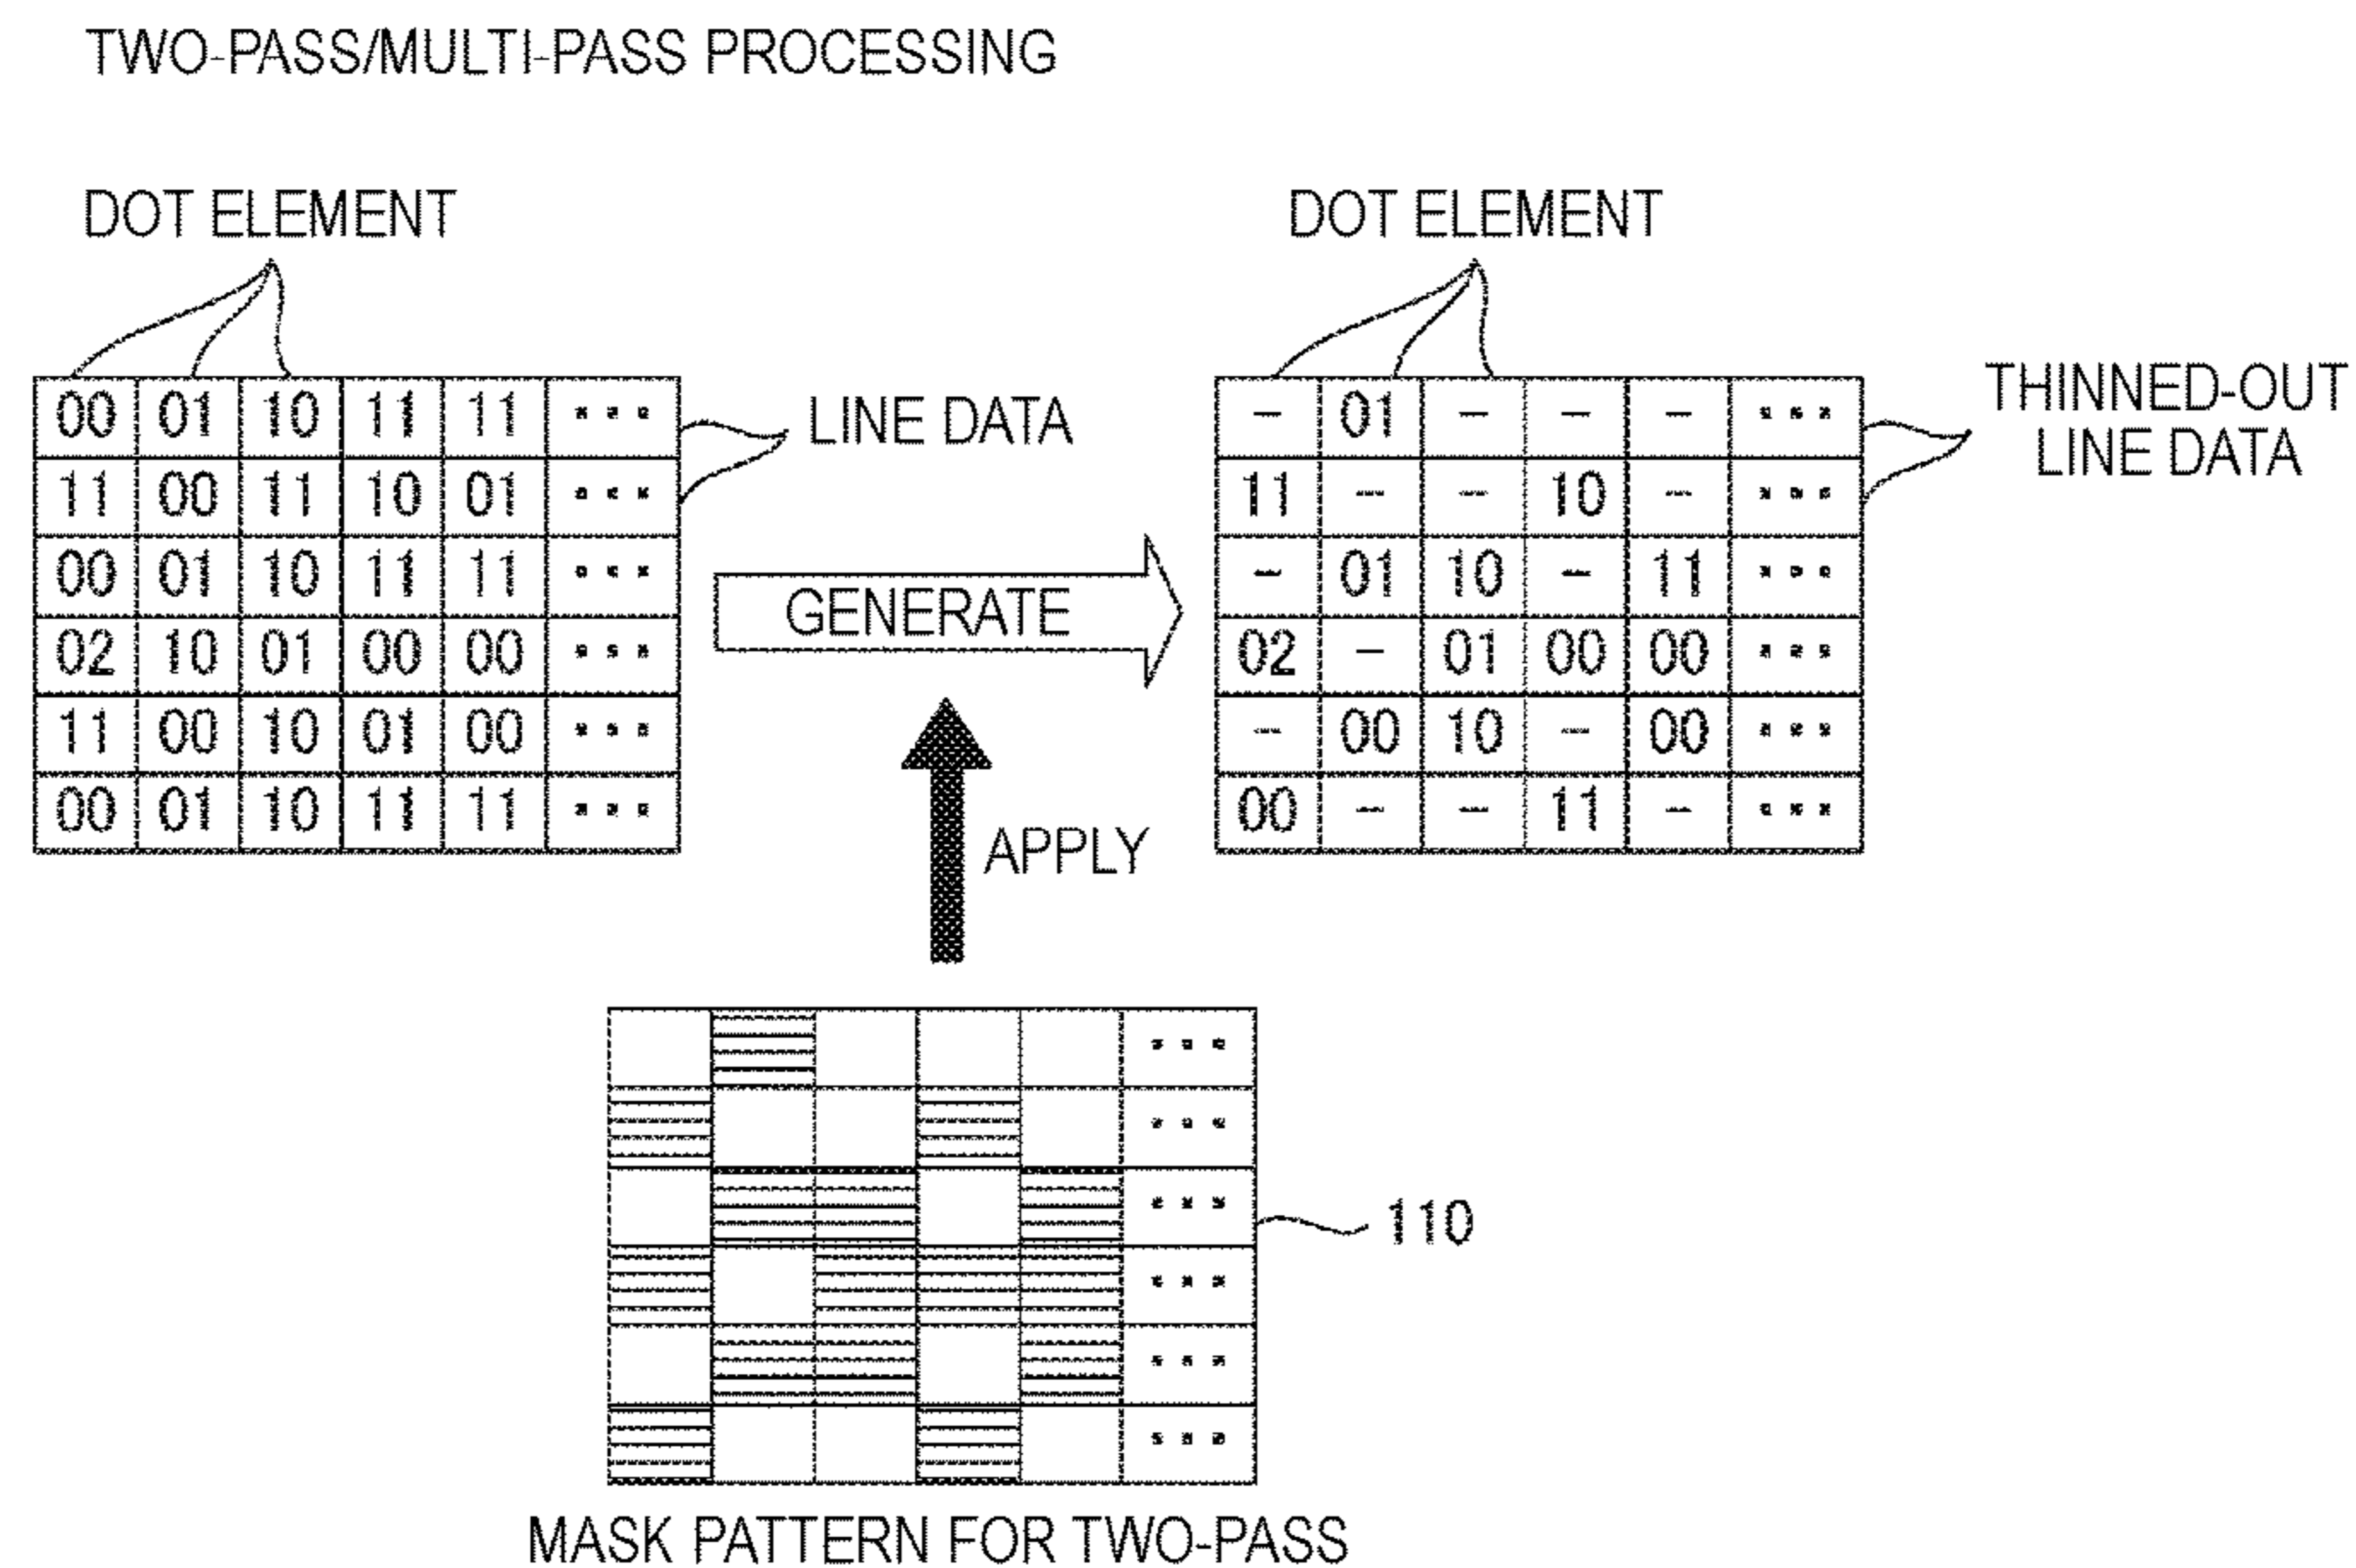 TWO-PASS/MULTI-PASS PROCESSING
DOT ELEMENT
00 01 10 11 11 ...
11 00 11 10 01 ...
00 01 10 11 11 ...
02 10 01 00 00 ...
11 00 10 01 00 ...
00 01 10 11 11 ...
LINE DATA
GENERATE
APPLY
DOT ELEMENT
- 01 - - - ...
11 - - 10 - ...
- 01 10 - 11 ...
02 - 01 00 00 ...
- 00 10 - 00 ...
00 - - 11 - ...
THINNED-OUT
LINE DATA
...
...
...
...
...
...
110
MASK PATTERN FOR TWO-PASS